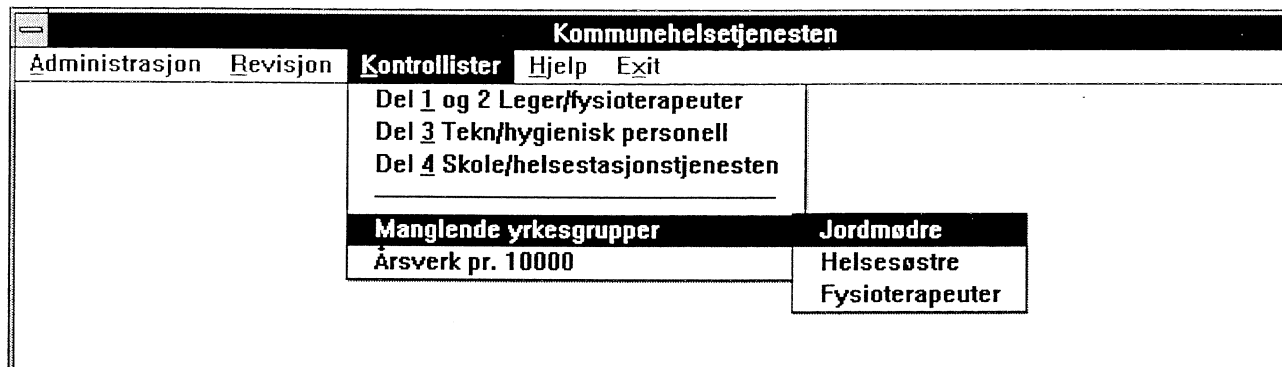 Kommunehelsetjenesten
Administrasjon Revisjon Kontrollister Hjelp Exit
Del 1 og 2 Leger/fysioterapeuter
Del 3 Tekn/hygienisk personell
Del 4 Skole/helsestasjonstjenesten
Manglende yrkesgrupper Jordmødre
Årsverk pr. 10000 Helsesøstre
Fysioterapeuter